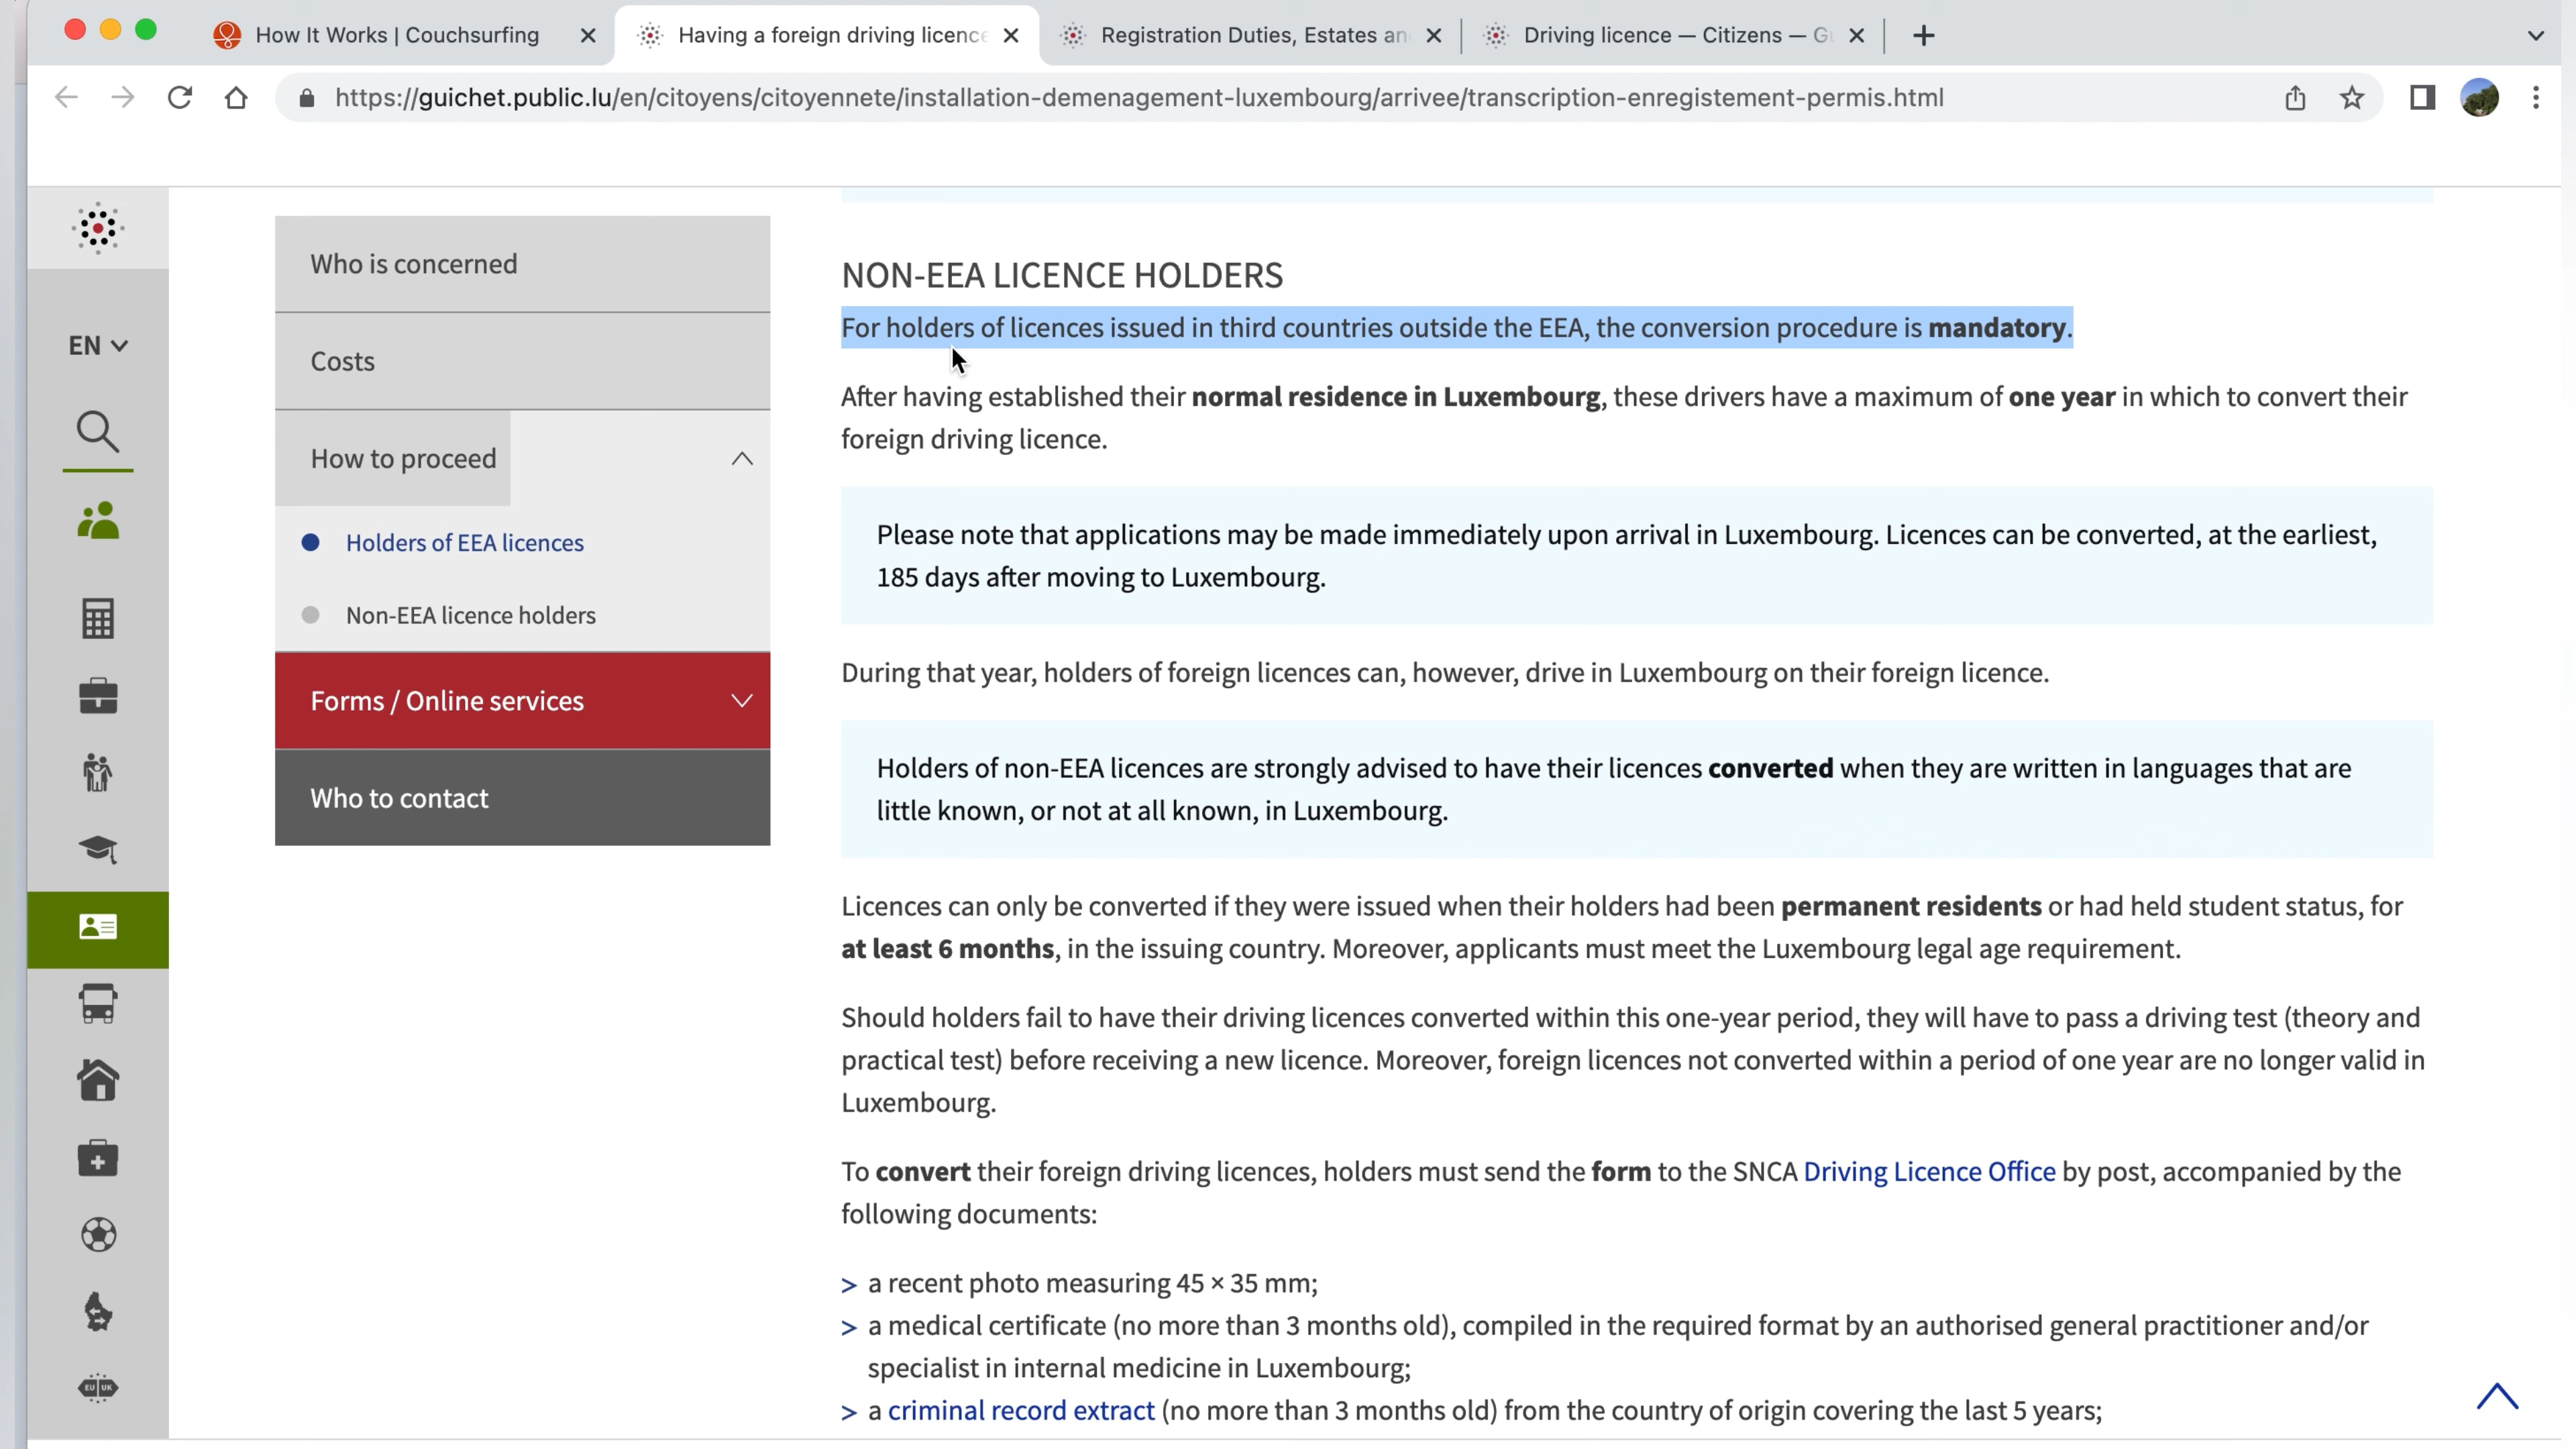 How It Works | Couchsurfing
Having a foreign driving licence
Registration Duties, Estates an
Driving licence — Citizens — G
https://guichet.public.lu/en/citoyens/citoyennete/installation-demenagement-luxembourg/arrivee/transcription-enregistement-permis.html
EN
EU UK
Who is concerned
Costs
How to proceed
Holders of EEA licences
Non-EEA licence holders
Forms / Online services
Who to contact
NON-EEA LICENCE HOLDERS
For holders of licences issued in third countries outside the EEA, the conversion procedure is mandatory.
After having established their normal residence in Luxembourg, these drivers have a maximum of one year in which to convert their
foreign driving licence.
Please note that applications may be made immediately upon arrival in Luxembourg. Licences can be converted, at the earliest,
185 days after moving to Luxembourg.
During that year, holders of foreign licences can, however, drive in Luxembourg on their foreign licence.
Holders of non-EEA licences are strongly advised to have their licences converted when they are written in languages that are
little known, or not at all known, in Luxembourg.
Licences can only be converted if they were issued when their holders had been permanent residents or had held student status, for
at least 6 months, in the issuing country. Moreover, applicants must meet the Luxembourg legal age requirement.
Should holders fail to have their driving licences converted within this one-year period, they will have to pass a driving test (theory and
practical test) before receiving a new licence. Moreover, foreign licences not converted within a period of one year are no longer valid in
Luxembourg.
To convert their foreign driving licences, holders must send the form to the SNCA Driving Licence Office by post, accompanied by the
following documents:
> a recent photo measuring 45 × 35 mm;
> a medical certificate (no more than 3 months old), compiled in the required format by an authorised general practitioner and/or
specialist in internal medicine in Luxembourg;
> a criminal record extract (no more than 3 months old) from the country of origin covering the last 5 years;